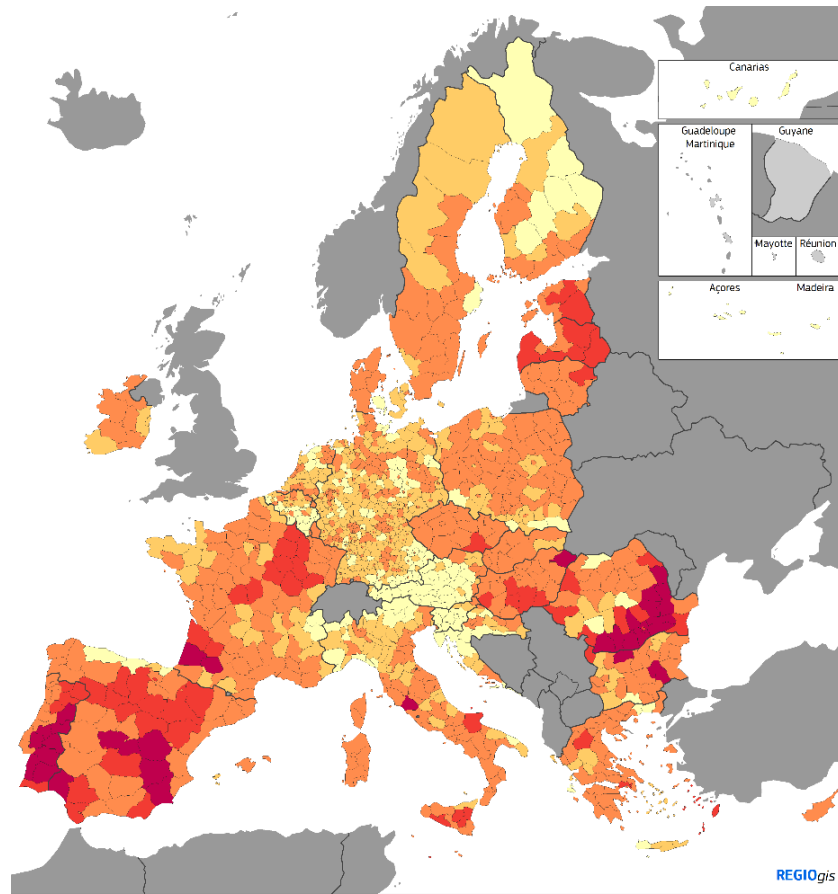 Canarias
Guadeloupe
Martinique
Guyane
Mayotte
Réunion
Açores
Madeira
REGIOgis